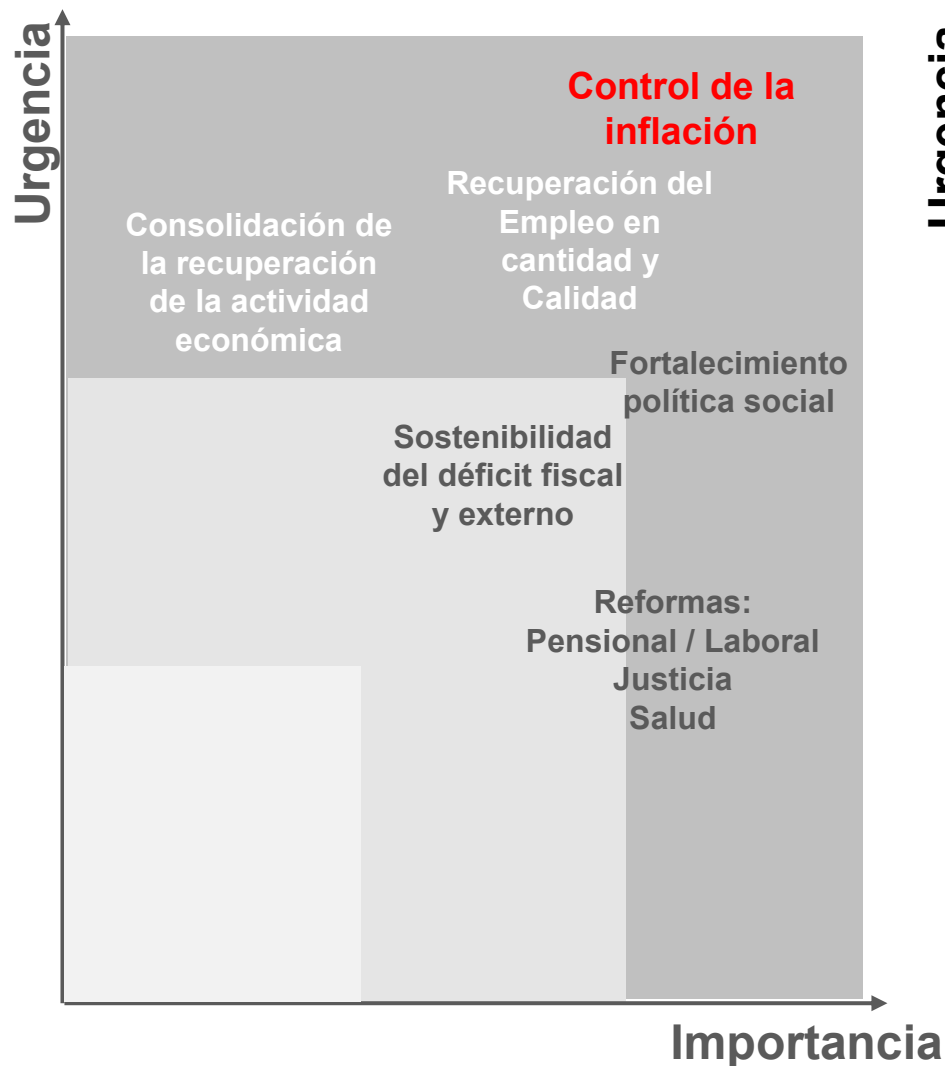 Urgencia
Control de la
inflación
Recuperación del
Empleo en
cantidad y
Calidad
Consolidación de
la recuperación
de la actividad
económica
Fortalecimiento
política social
Sostenibilidad
del déficit fiscal
y externo
Reformas:
Pensional / Laboral
Justicia
Salud
Importancia
Urgencia